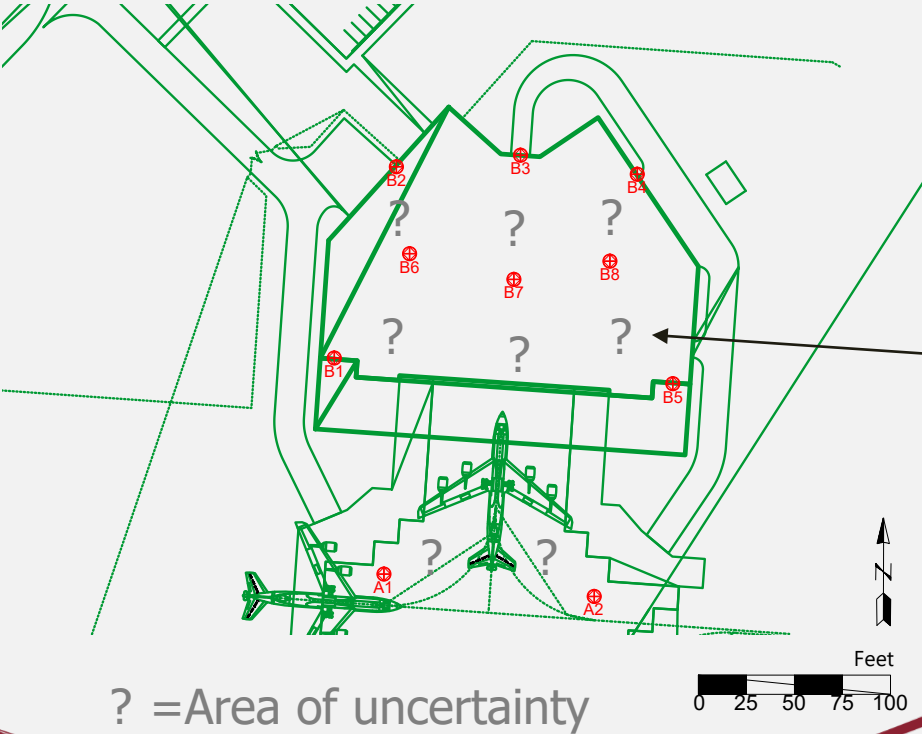 B3
B2
B4
? ? ?
B6
B8
B7
? ? ?
B1
B5
? ?
A1
A2
N
Feet
0 25 50 75 100
? =Area of uncertainty